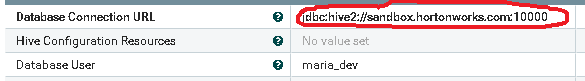 Database Connection URL ? jdbc:hive2://sandbox.hortonworks.com:10000
Hive Configuration Resources ? No value set
Database User ? maria_dev